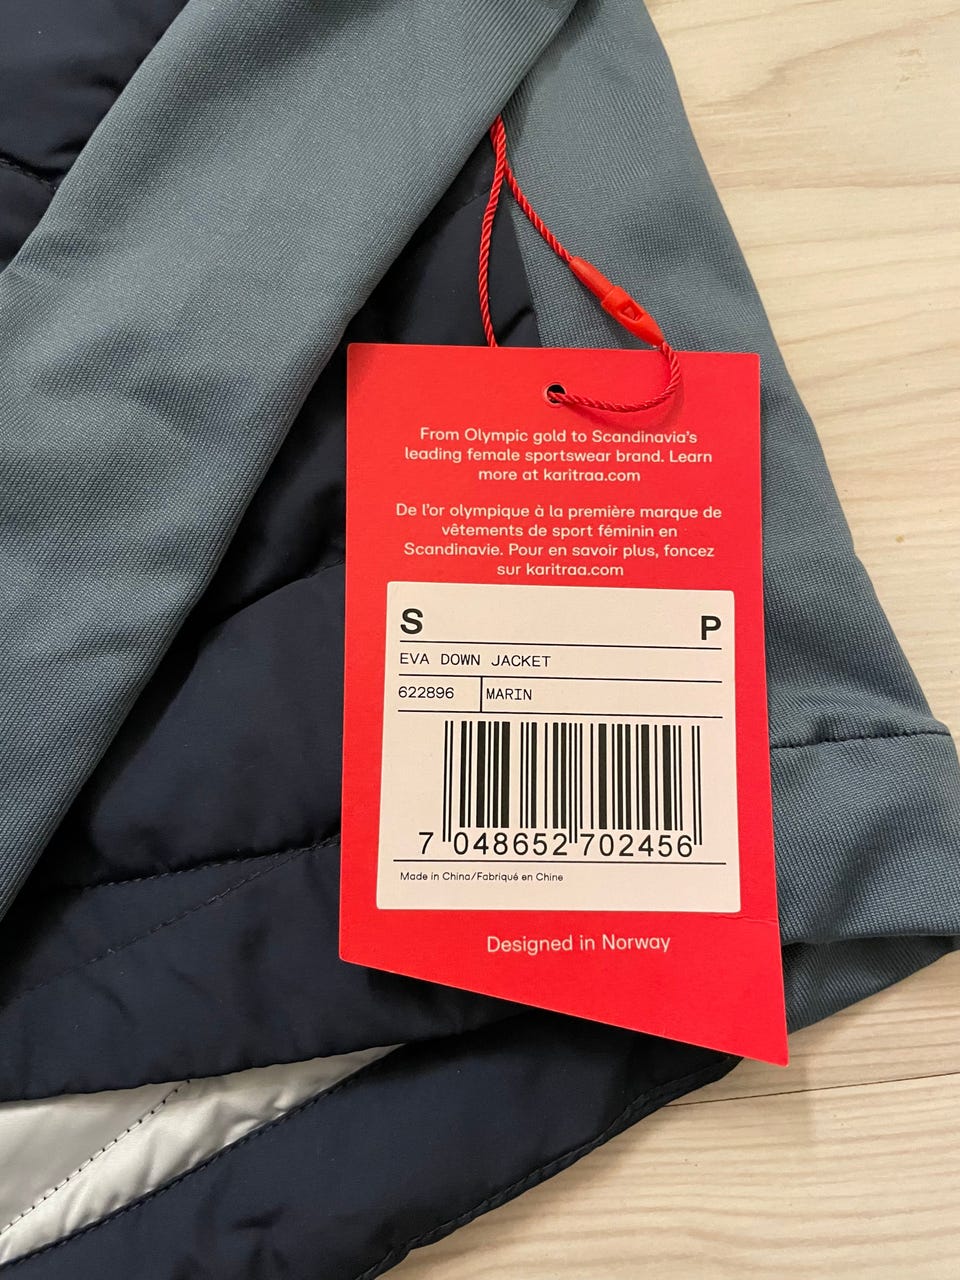 From Olympic gold to Scandinavia's
leading female sportswear brand. Learn
more at karitraa.com
De l'or olympique à la première marque de
vêtements de sport féminin en
Scandinavie. Pour en savoir plus, foncez
sur karitraa.com
S P
EVA DOWN JACKET
622896 MARIN
7 048652 702456
Made in China/Fabriqué en Chine
Designed in Norway